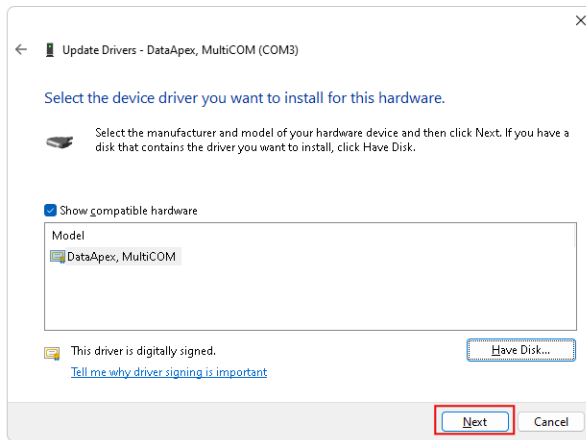 Update Drivers - DataApex, MultiCOM (COM3)
Select the device driver you want to install for this hardware.
Select the manufacturer and model of your hardware device and then click Next. If you have a
disk that contains the driver you want to install, click Have Disk.
Show compatible hardware
Model
DataApex, MultiCOM
This driver is digitally signed.
Have Disk...
Tell me why driver signing is important
Next
Cancel